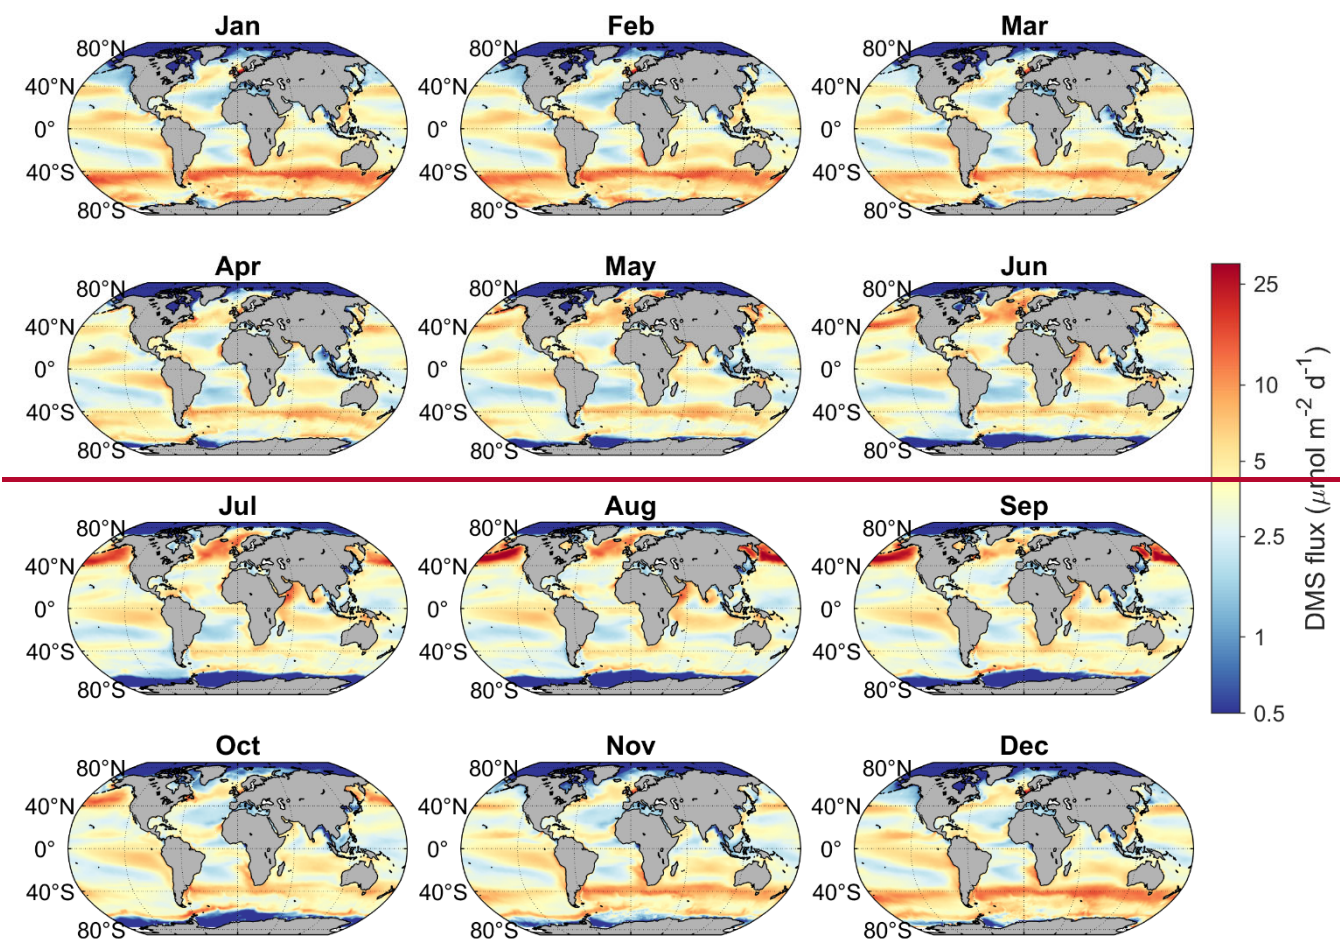 Jan Feb Mar
80°N 80°N 80°N
40°N 40°N 40°N
0° 0° 0°
40°S 40°S 40°S
80°S 80°S 80°S
Apr May Jun
80°N 80°N 80°N
40°N 40°N 40°N
0° 0° 0°
40°S 40°S 40°S
80°S 80°S 80°S
Jul Aug Sep
80°N 80°N 80°N
40°N 40°N 40°N
0° 0° 0°
40°S 40°S 40°S
80°S 80°S 80°S
Oct Nov Dec
80°N 80°N 80°N
40°N 40°N 40°N
0° 0° 0°
40°S 40°S 40°S
80°S 80°S 80°S
25
10
5
2.5
1
0.5
DMS flux (μmol m⁻² d⁻¹)